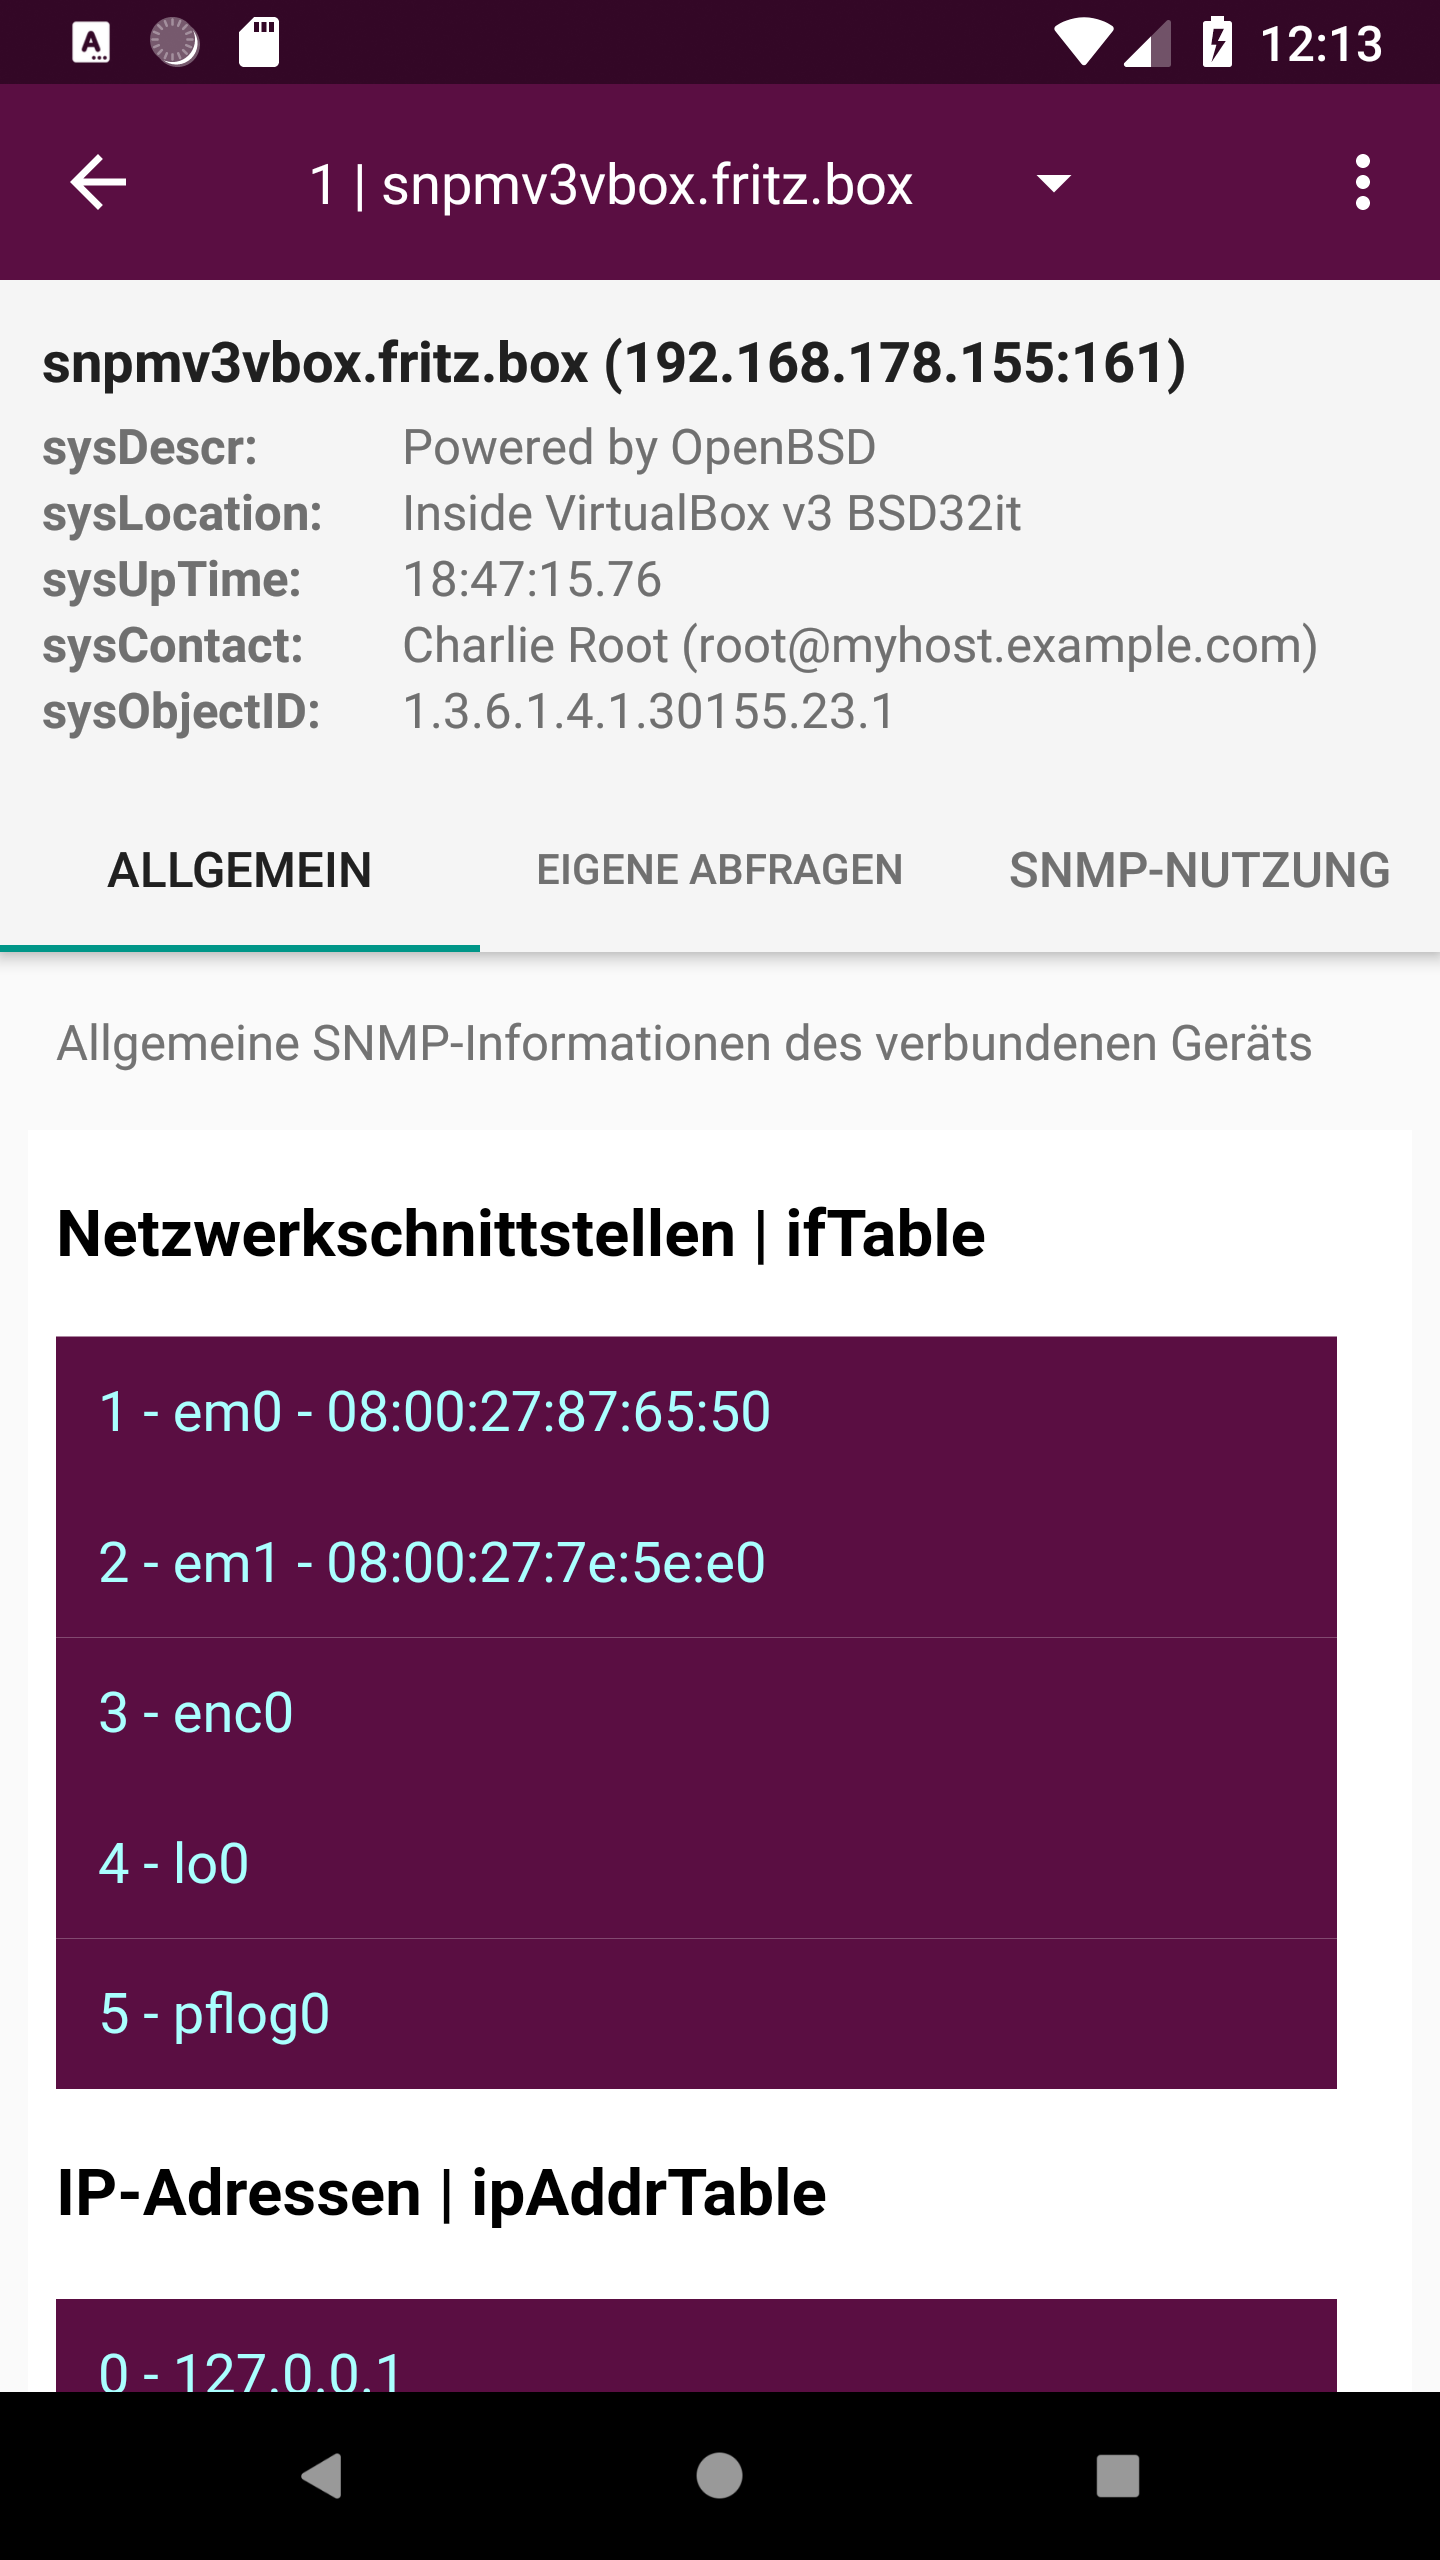 12:13
1 | snpmv3vbox.fritz.box
snpmv3vbox.fritz.box (192.168.178.155:161)
sysDescr: Powered by OpenBSD
sysLocation: Inside VirtualBox v3 BSD32it
sysUpTime: 18:47:15.76
sysContact: Charlie Root (root@myhost.example.com)
sysObjectID: 1.3.6.1.4.1.30155.23.1
ALLGEMEIN EIGENE ABFRAGEN SNMP-NUTZUNG
Allgemeine SNMP-Informationen des verbundenen Geräts
Netzwerkschnittstellen | ifTable
1 - em0 - 08:00:27:87:65:50
2 - em1 - 08:00:27:7e:5e:e0
3 - enc0
4 - lo0
5 - pflog0
IP-Adressen | ipAddrTable
0 - 127.0.0.1